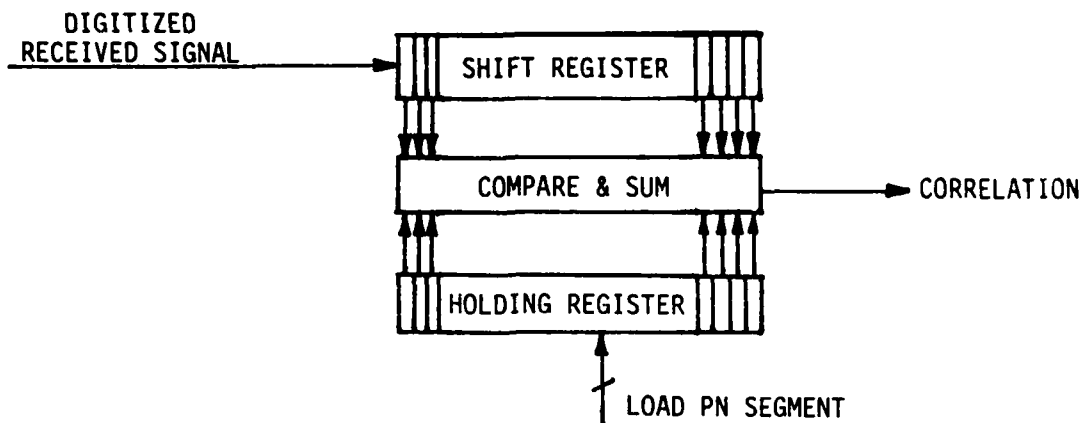 DIGITIZED
RECEIVED SIGNAL
SHIFT REGISTER
COMPARE & SUM
CORRELATION
HOLDING REGISTER
LOAD PN SEGMENT